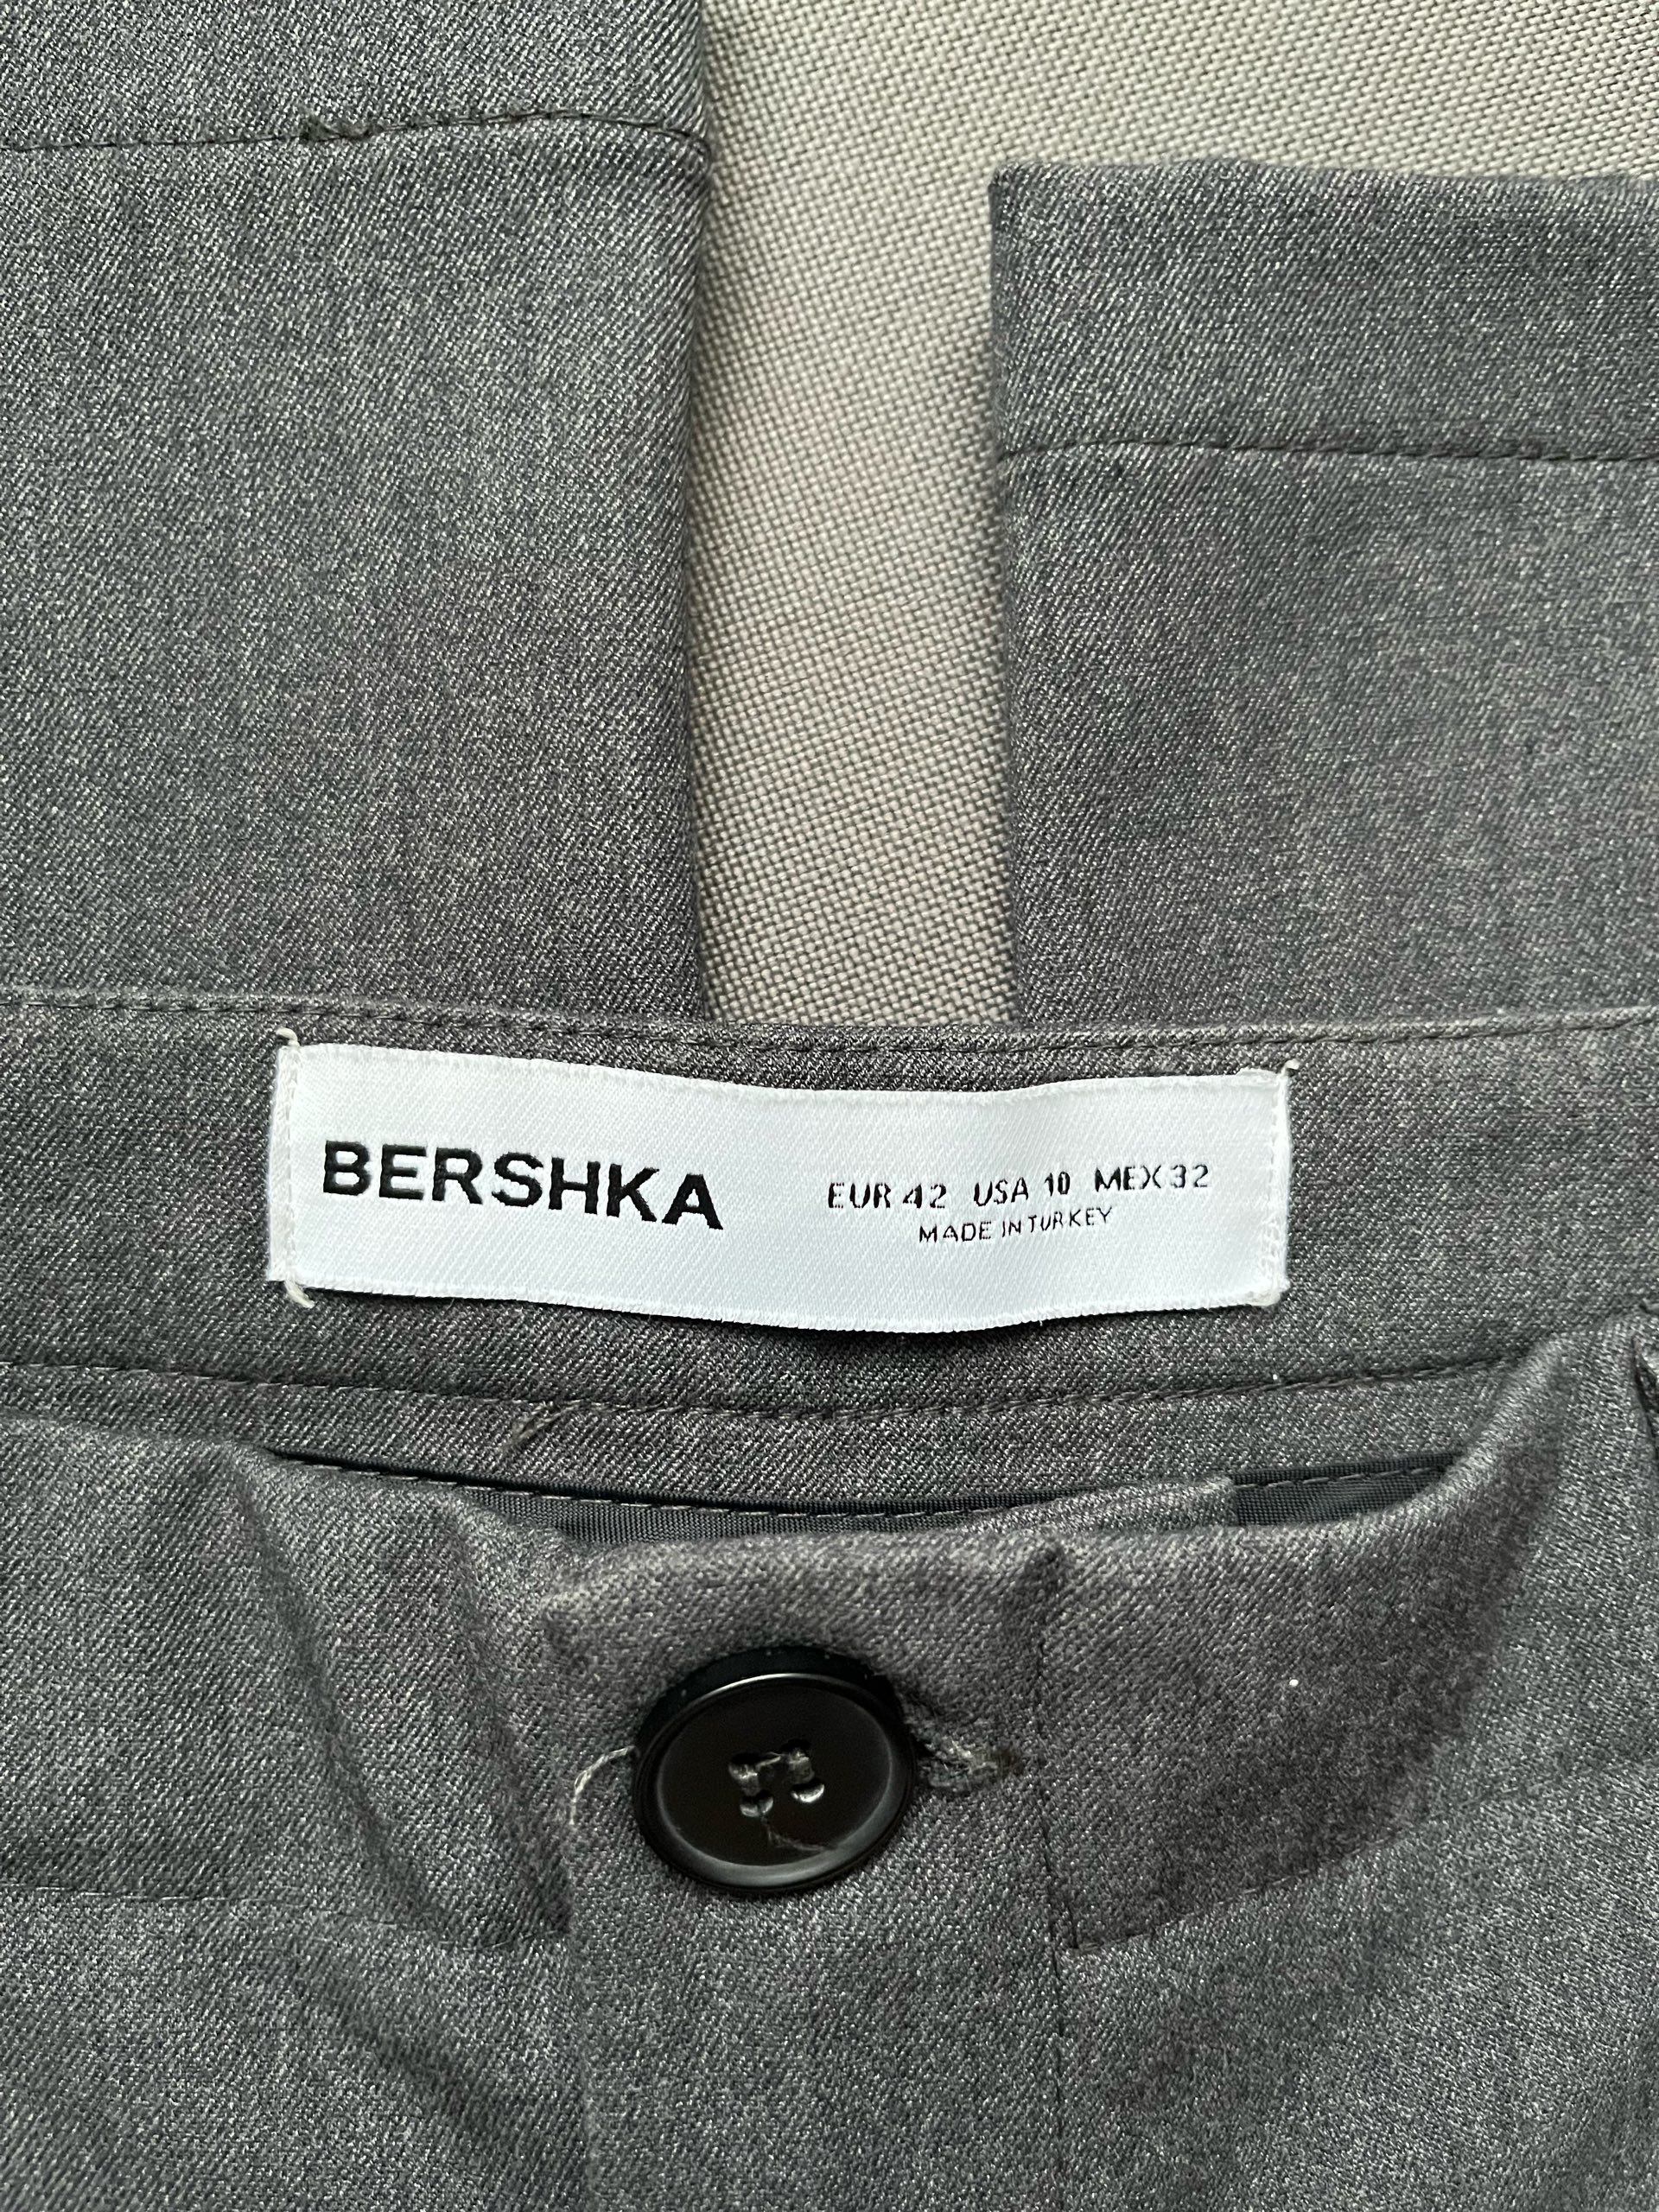 BERSHKA
EUR 42 USA 10 MEX 32
MADE IN TURKEY